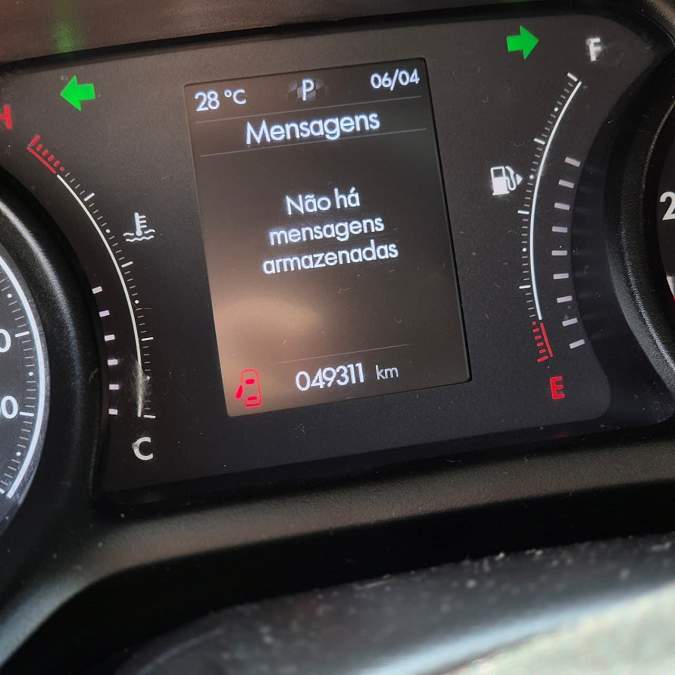 28 °C P 06/04
Mensagens
Não há
mensagens
armazenadas
049311 km
H
C
F
E